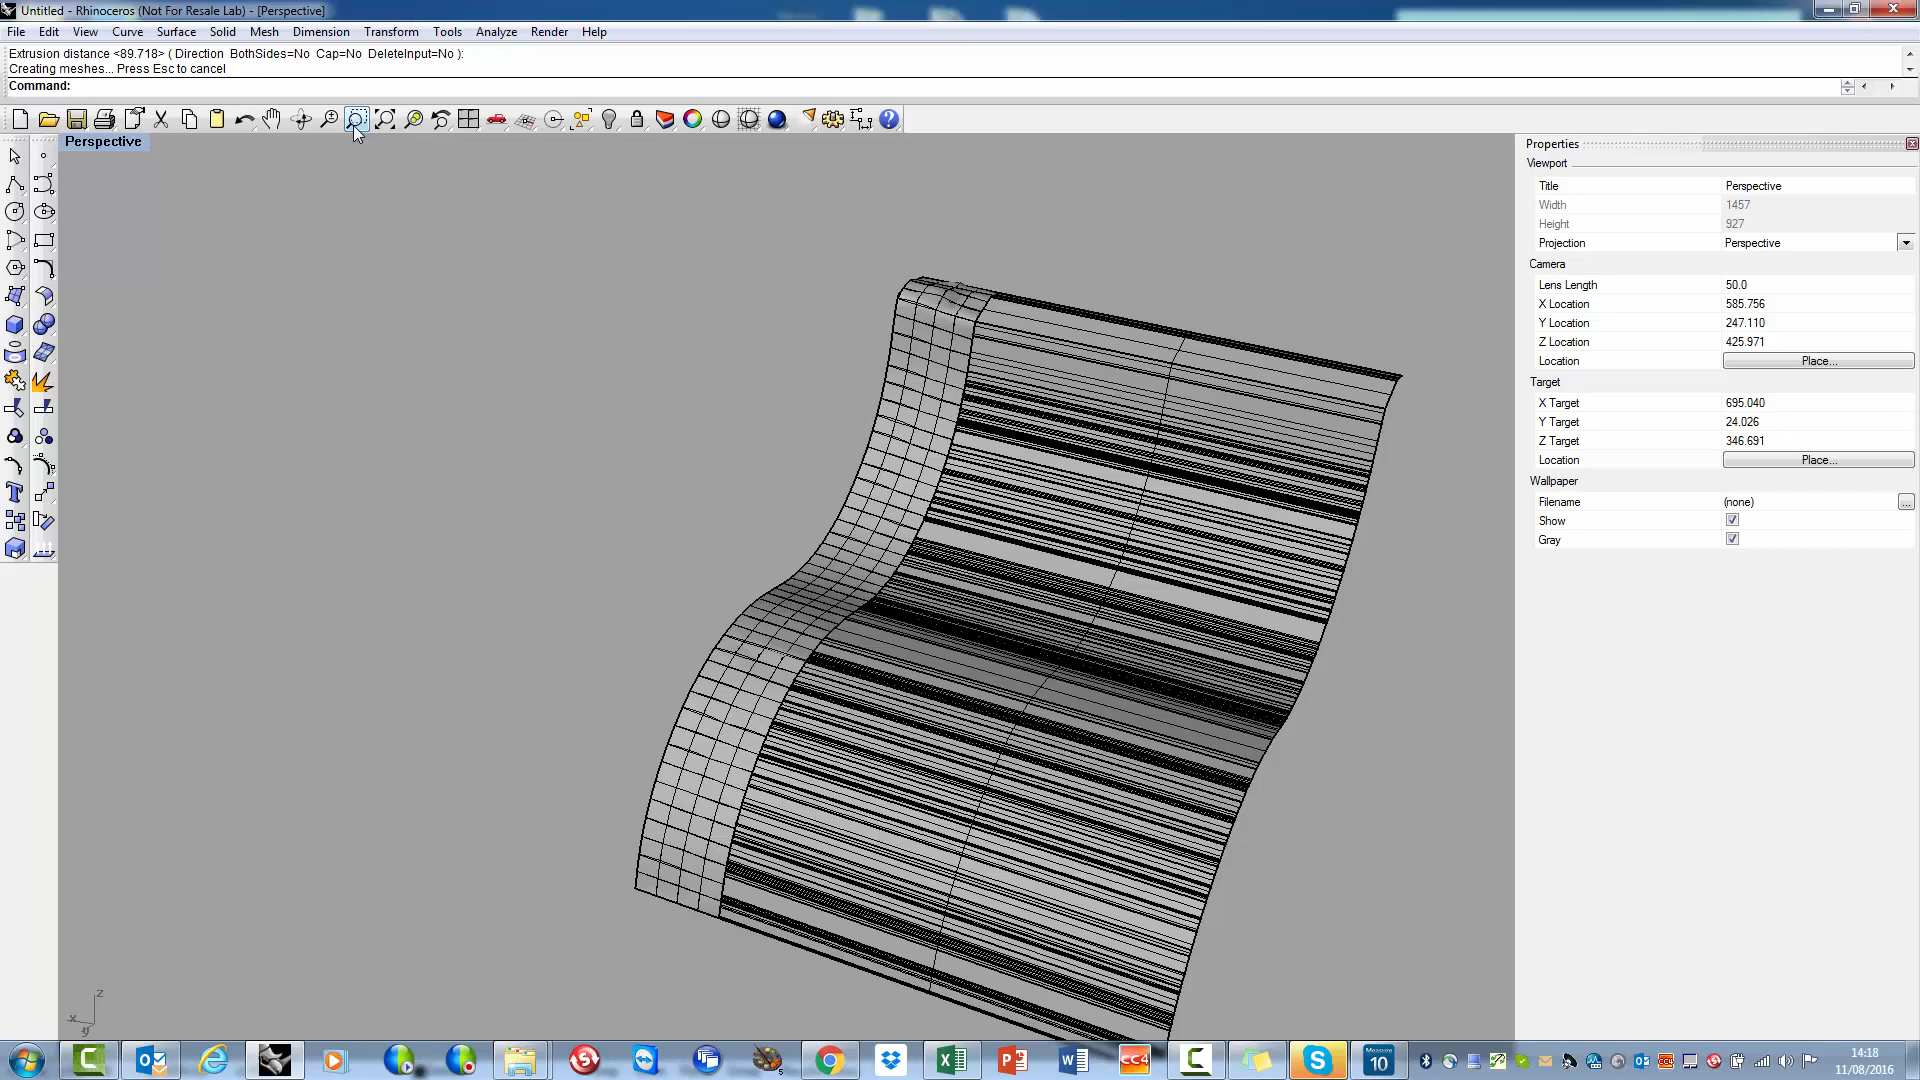 Untitled - Rhinoceros (Not For Resale Lab) - [Perspective]
File Edit View Curve Surface Solid Mesh Dimension Transform Tools Analyze Render Help
Extrusion distance <89.718> ( Direction BothSides=No Cap=No DeleteInput=No ):
Creating meshes... Press Esc to cancel
Command:
Perspective
Properties
Viewport
Title Perspective
Width 1457
Height 927
Projection Perspective
Camera
Lens Length 50.0
X Location 585.756
Y Location 247.110
Z Location 425.971
Location Place...
Target
X Target 695.040
Y Target 24.026
Z Target 346.691
Location Place...
Wallpaper
Filename (none) ...
Show
Gray
z
x
y
CC4
Measure
10
14:18
11/08/2016